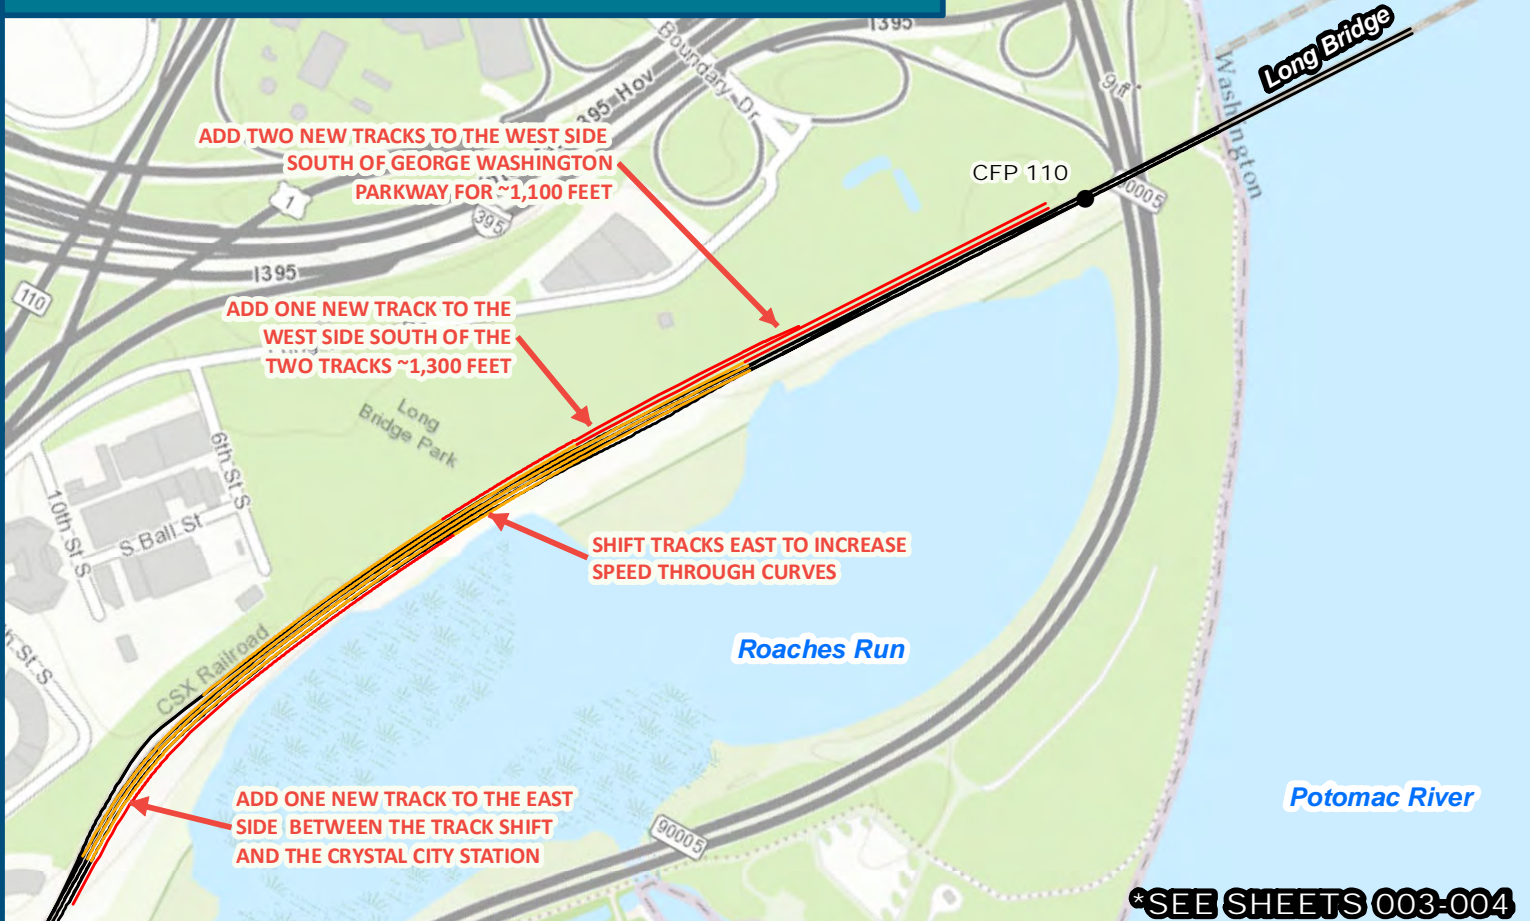 I395
Long Bridge
Boundary Dr
395 Hov
Washington
ADD TWO NEW TRACKS TO THE WEST SIDE
SOUTH OF GEORGE WASHINGTON
PARKWAY FOR ~1,100 FEET
CFP 110
90005
1
395
I395
110
ADD ONE NEW TRACK TO THE
WEST SIDE SOUTH OF THE
TWO TRACKS ~1,300 FEET
Long
Bridge Park
6th St S
10th St S
S Ball St
SHIFT TRACKS EAST TO INCREASE
SPEED THROUGH CURVES
CSX Railroad
Roaches Run
ADD ONE NEW TRACK TO THE EAST
SIDE BETWEEN THE TRACK SHIFT
AND THE CRYSTAL CITY STATION
90005
Potomac River
*SEE SHEETS 003-004